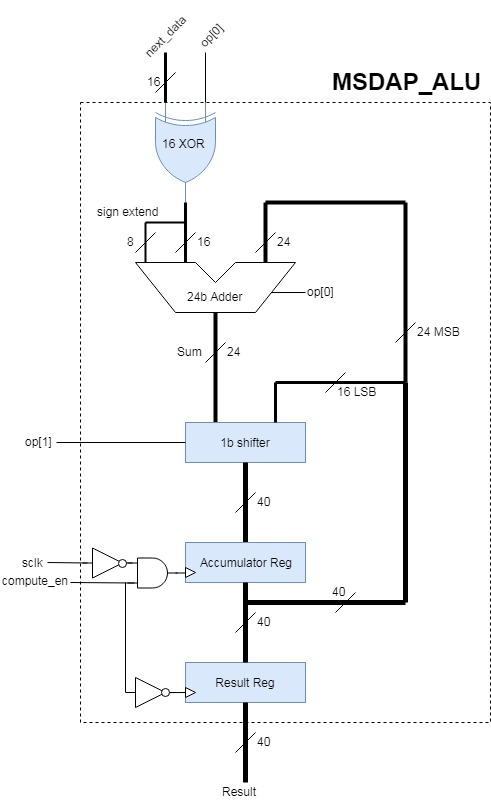 next_data
op[0]
16
MSDAP_ALU
16 XOR
sign extend
8
16
24
24b Adder
op[0]
Sum
24
24 MSB
16 LSB
op[1]
1b shifter
40
sclk
Accumulator Reg
compute_en
40
40
Result Reg
40
Result